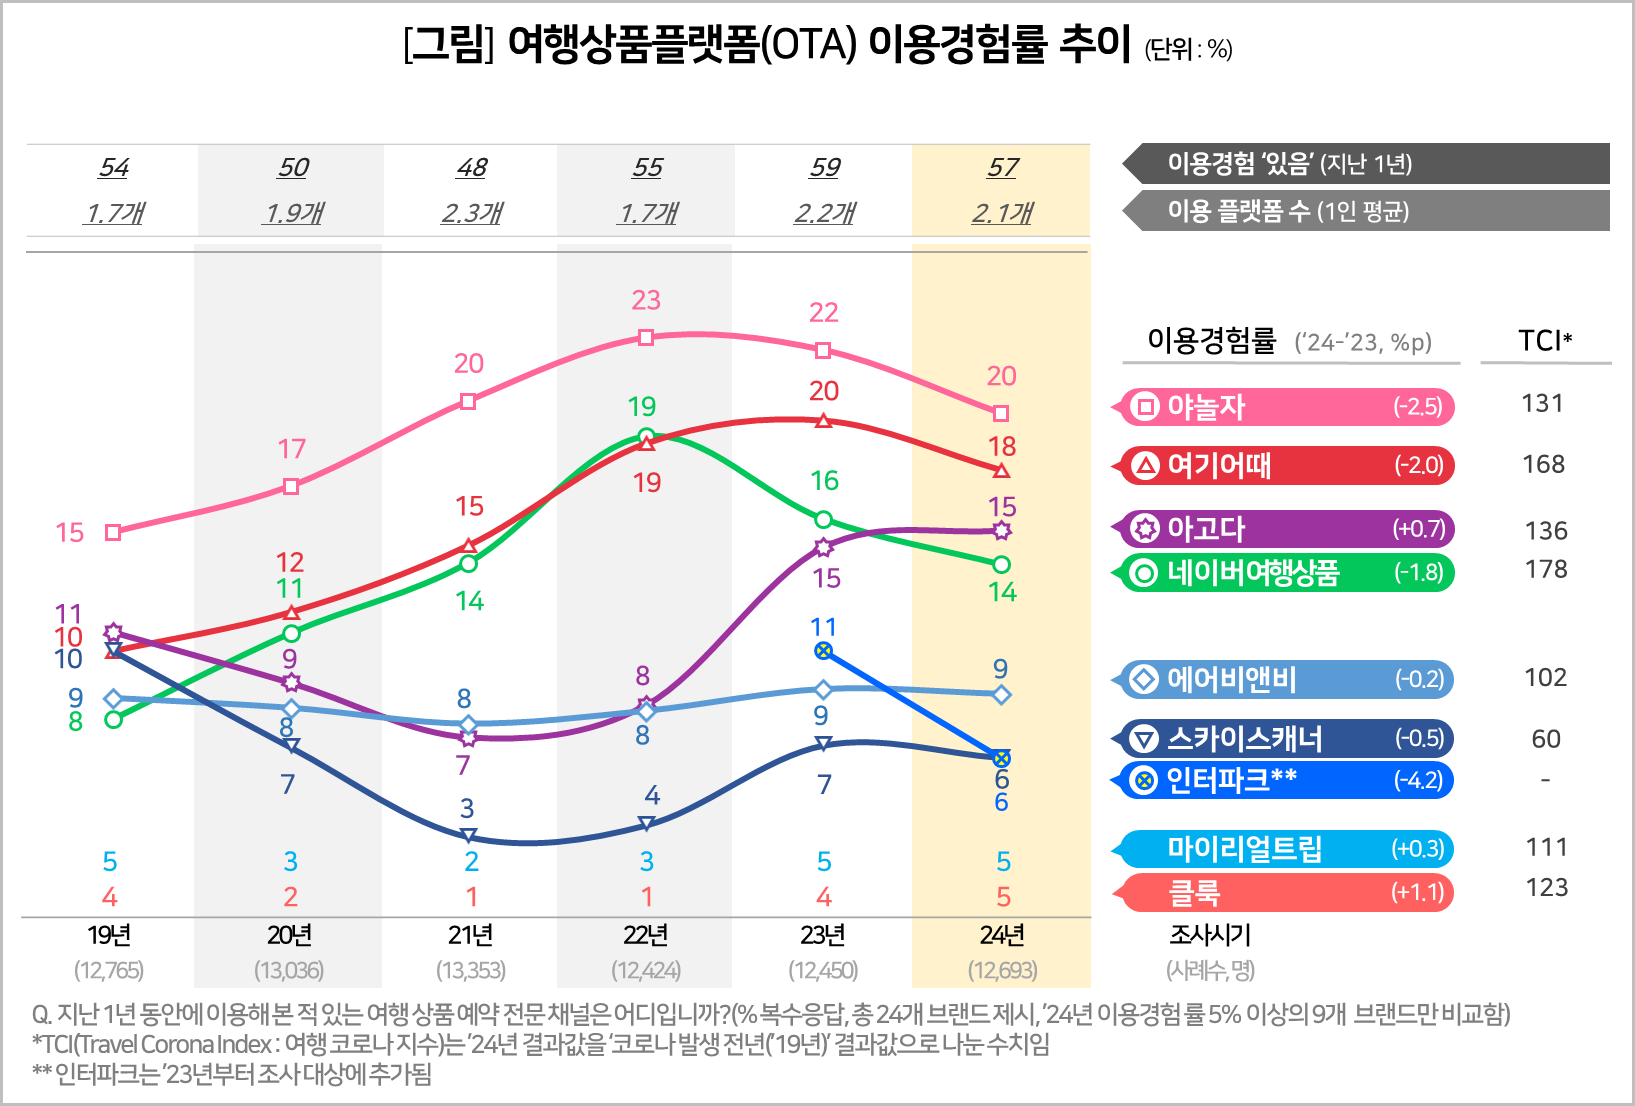 [그림] 여행상품플랫폼(OTA) 이용경험률 추이 (단위 : %)
54 50 48 55 59 57 이용경험 ‘있음’ (지난 1년)
1.7개 1.9개 2.3개 1.7개 2.2개 2.1개 이용 플랫폼 수 (1인 평균)
이용경험률 (‘24-’23, %p) TCI*
15 17 20 23 22 20 야놀자 (-2.5) 131
10 12 15 19 20 18 여기어때 (-2.0) 168
11 9 7 8 15 15 아고다 (+0.7) 136
8 11 14 19 16 14 네이버여행상품 (-1.8) 178
9 8 8 8 9 9 에어비앤비 (-0.2) 102
10 7 3 4 7 6 스카이스캐너 (-0.5) 60
11 6 인터파크** (-4.2) -
5 3 2 3 5 5 마이리얼트립 (+0.3) 111
4 2 1 1 4 5 클룩 (+1.1) 123
19년 20년 21년 22년 23년 24년 조사시기
(12,765) (13,036) (13,353) (12,424) (12,450) (12,693) (사례수, 명)
Q. 지난 1년 동안에 이용해 본 적 있는 여행 상품 예약 전문 채널은 어디입니까?(% 복수응답, 총 24개 브랜드 제시, ’24년 이용경험률 5% 이상의 9개 브랜드만 비교함)
*TCI(Travel Corona Index : 여행 코로나 지수)는 ’24년 결과값을 ‘코로나 발생 전년(’19년)’ 결과값으로 나눈 수치임
** 인터파크는 ’23년부터 조사 대상에 추가됨